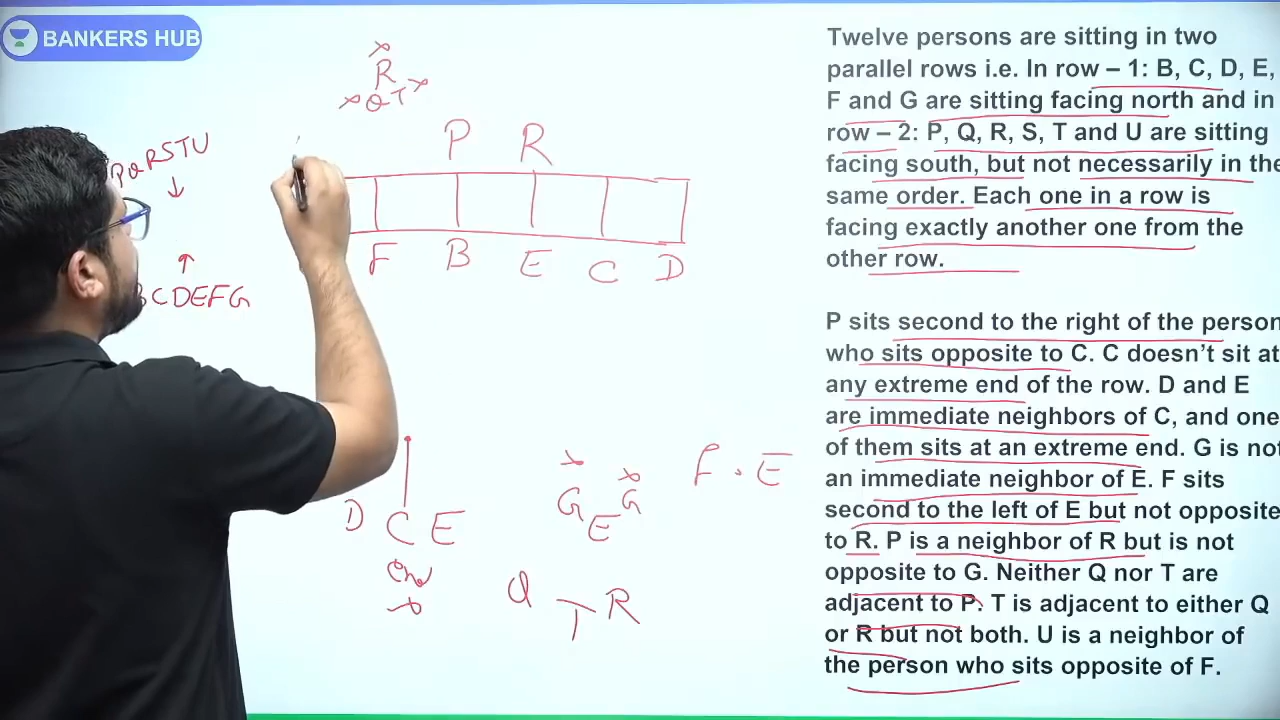 BANKERS HUB
Twelve persons are sitting in two
parallel rows i.e. In row – 1: B, C, D, E,
F and G are sitting facing north and in
row – 2: P, Q, R, S, T and U are sitting
facing south, but not necessarily in the
same order. Each one in a row is
facing exactly another one from the
other row.
P sits second to the right of the person
who sits opposite to C. C doesn't sit at
any extreme end of the row. D and E
are immediate neighbors of C, and one
of them sits at an extreme end. G is not
an immediate neighbor of E. F sits
second to the left of E but not opposite
to R. P is a neighbor of R but is not
opposite to G. Neither Q nor T are
adjacent to P. T is adjacent to either Q
or R but not both. U is a neighbor of
the person who sits opposite of F.
R
Q T
P R
PQRSTU
F B E C D
BCDEFG
D C E
G E G
F . E
Q T R